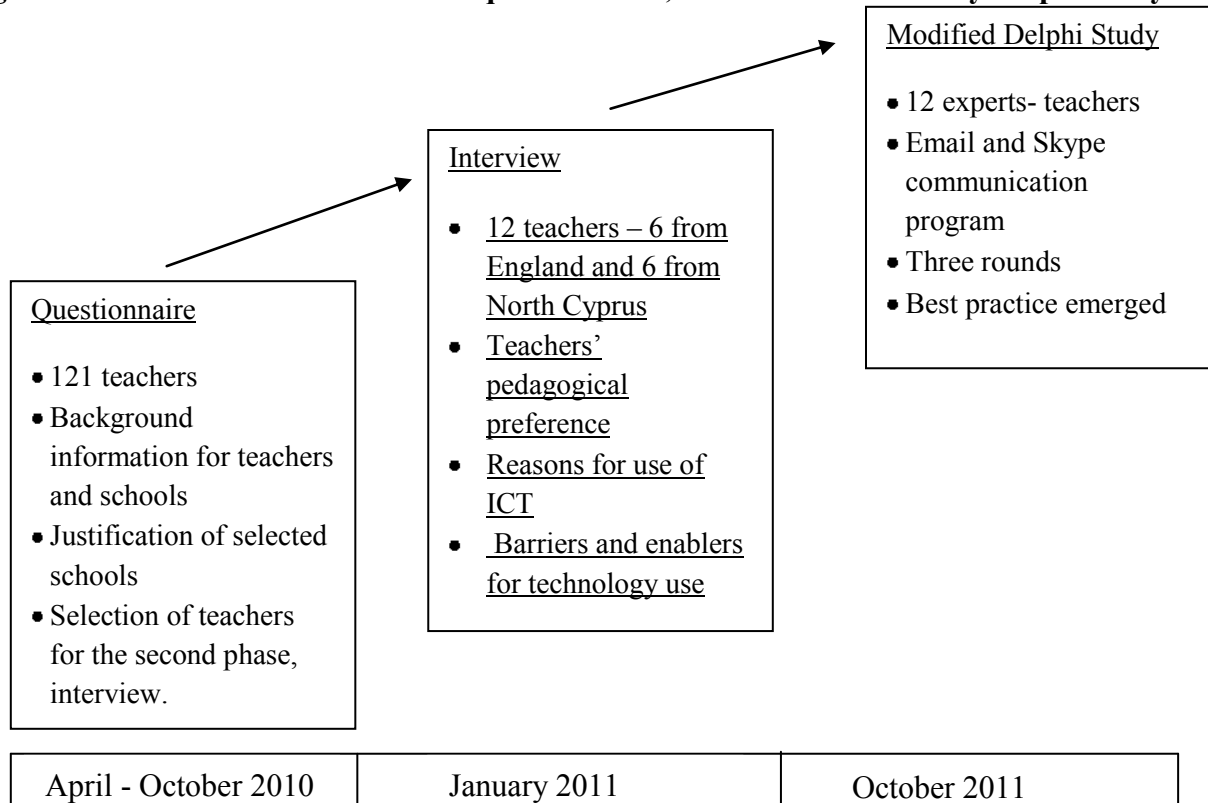 Modified Delphi Study
• 12 experts- teachers
• Email and Skype
communication
program
• Three rounds
• Best practice emerged
Interview
• 12 teachers – 6 from
England and 6 from
North Cyprus
• Teachers’
pedagogical
preference
• Reasons for use of
ICT
• Barriers and enablers
for technology use
Questionnaire
• 121 teachers
• Background
information for teachers
and schools
• Justification of selected
schools
• Selection of teachers
for the second phase,
interview.
April - October 2010
January 2011
October 2011